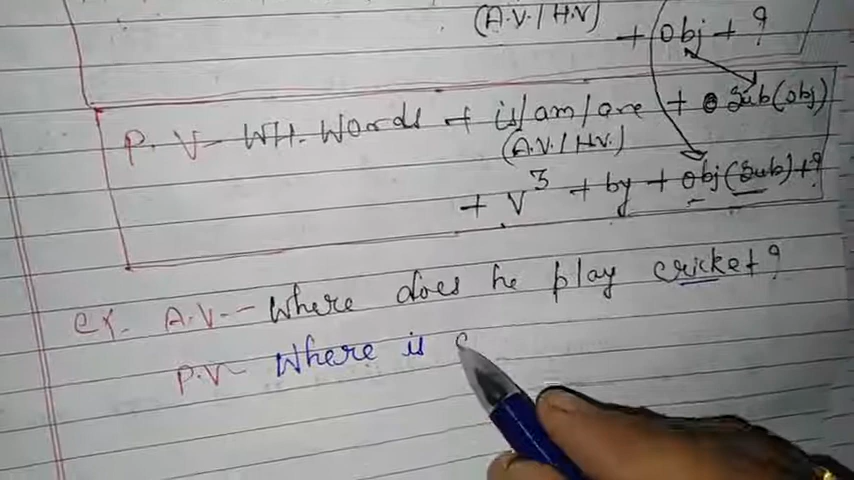 (A.V./H.V)
+ obj + ?
P.V- WH-Words + is/am/are + Sub(obj)
(A.V./H.V.)
+ V3 + by + obj(Sub)+?
ex. A.V.- Where does he play cricket?
P.V- Where is c